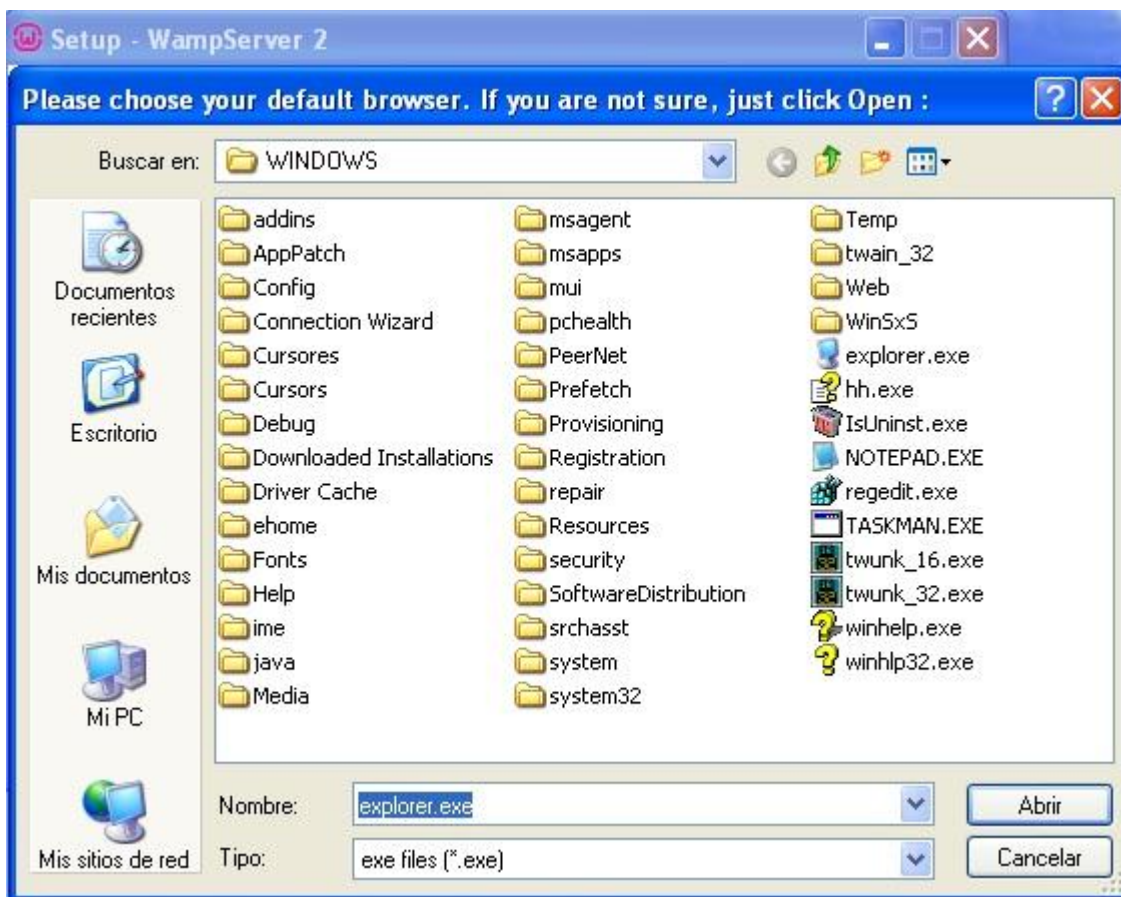 Setup - WampServer 2
Please choose your default browser. If you are not sure, just click Open :
Buscar en:
WINDOWS
Documentos
recientes
Escritorio
Mis documentos
Mi PC
Mis sitios de red
addins
AppPatch
Config
Connection Wizard
Cursores
Cursors
Debug
Downloaded Installations
Driver Cache
ehome
Fonts
Help
ime
java
Media
msagent
msapps
mui
pchealth
PeerNet
Prefetch
Provisioning
Registration
repair
Resources
security
SoftwareDistribution
srchasst
system
system32
Temp
twain_32
Web
WinSxS
explorer.exe
hh.exe
IsUninst.exe
NOTEPAD.EXE
regedit.exe
TASKMAN.EXE
twunk_16.exe
twunk_32.exe
winhelp.exe
winhlp32.exe
Nombre:
explorer.exe
Abrir
Tipo:
exe files (*.exe)
Cancelar